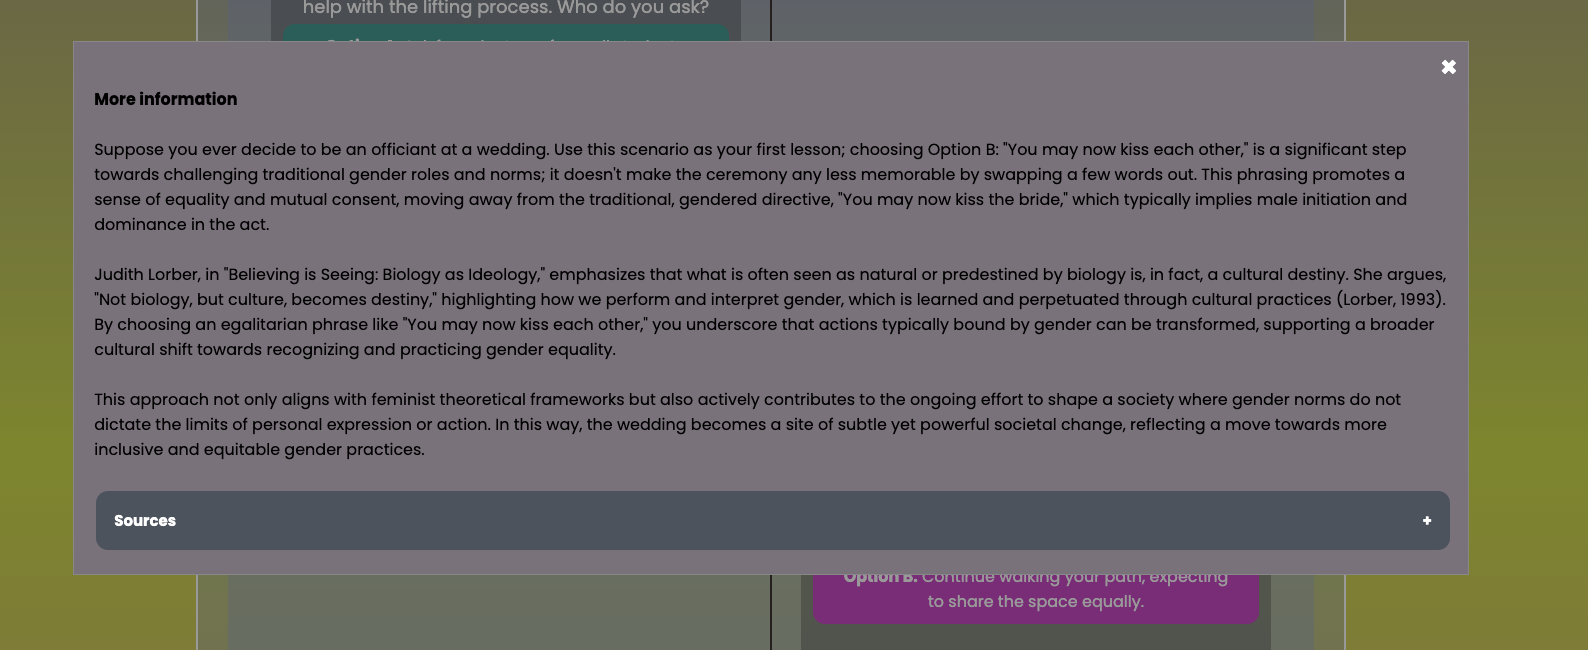 help with the lifting process. Who do you ask?
✖
More information
Suppose you ever decide to be an officiant at a wedding. Use this scenario as your first lesson; choosing Option B: "You may now kiss each other," is a significant step
towards challenging traditional gender roles and norms; it doesn't make the ceremony any less memorable by swapping a few words out. This phrasing promotes a
sense of equality and mutual consent, moving away from the traditional, gendered directive, "You may now kiss the bride," which typically implies male initiation and
dominance in the act.
Judith Lorber, in "Believing is Seeing: Biology as Ideology," emphasizes that what is often seen as natural or predestined by biology is, in fact, a cultural destiny. She argues,
"Not biology, but culture, becomes destiny," highlighting how we perform and interpret gender, which is learned and perpetuated through cultural practices (Lorber, 1993).
By choosing an egalitarian phrase like "You may now kiss each other," you underscore that actions typically bound by gender can be transformed, supporting a broader
cultural shift towards recognizing and practicing gender equality.
This approach not only aligns with feminist theoretical frameworks but also actively contributes to the ongoing effort to shape a society where gender norms do not
dictate the limits of personal expression or action. In this way, the wedding becomes a site of subtle yet powerful societal change, reflecting a move towards more
inclusive and equitable gender practices.
Sources +
Option B. Continue walking your path, expecting
to share the space equally.